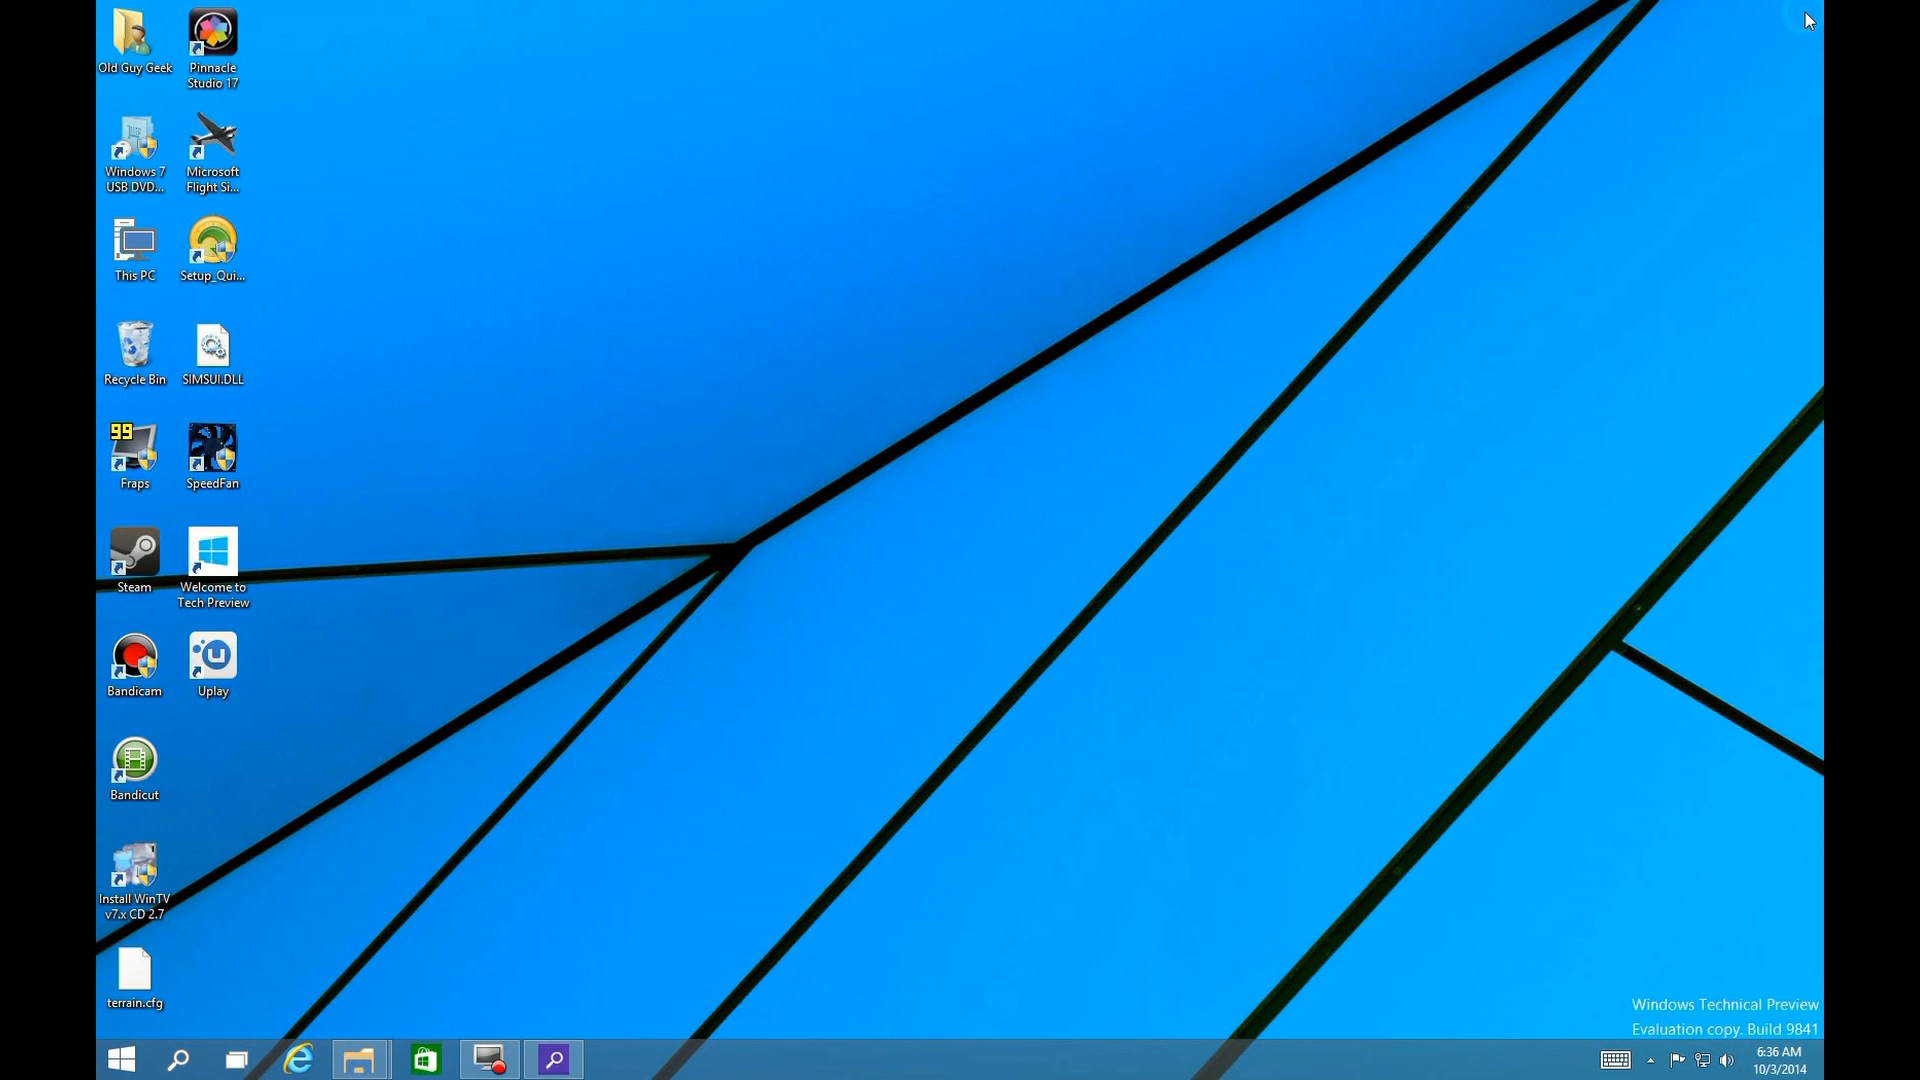 Old Guy Geek
Pinnacle
Studio 17
Windows 7
USB DVD...
Microsoft
Flight Si...
This PC
Setup_Qui...
Recycle Bin
SIMSUI.DLL
99
Fraps
SpeedFan
Steam
Welcome to
Tech Preview
Bandicam
Uplay
Bandicut
Install WinTV
v7.x CD 2.7
terrain.cfg
Windows Technical Preview
Evaluation copy. Build 9841
6:36 AM
10/3/2014